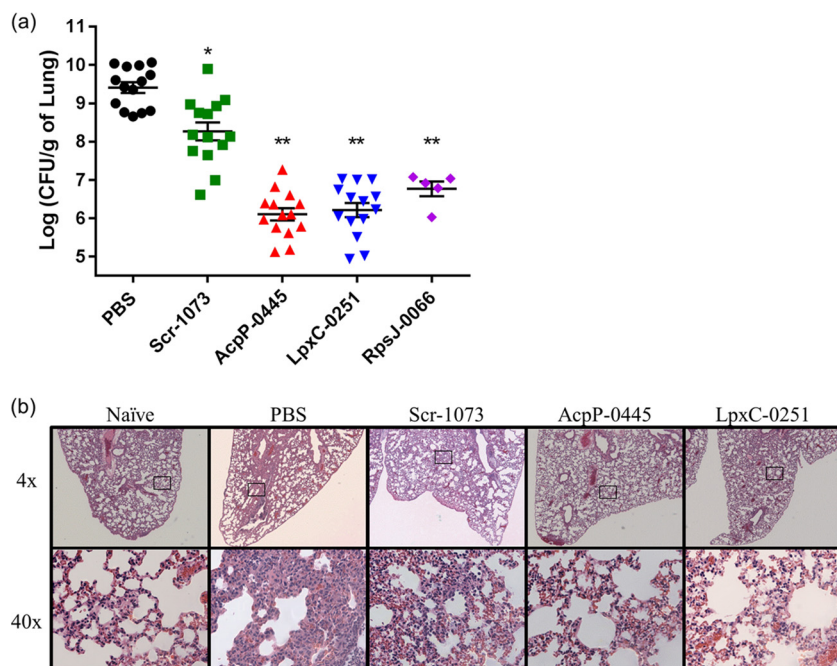 (a)
Log (CFU/g of Lung)
11
10
9
8
7
6
5
*
**
**
**
PBS
Scr-1073
AcpP-0445
LpxC-0251
RpsJ-0066
(b)
Naïve PBS Scr-1073 AcpP-0445 LpxC-0251
4x
40x